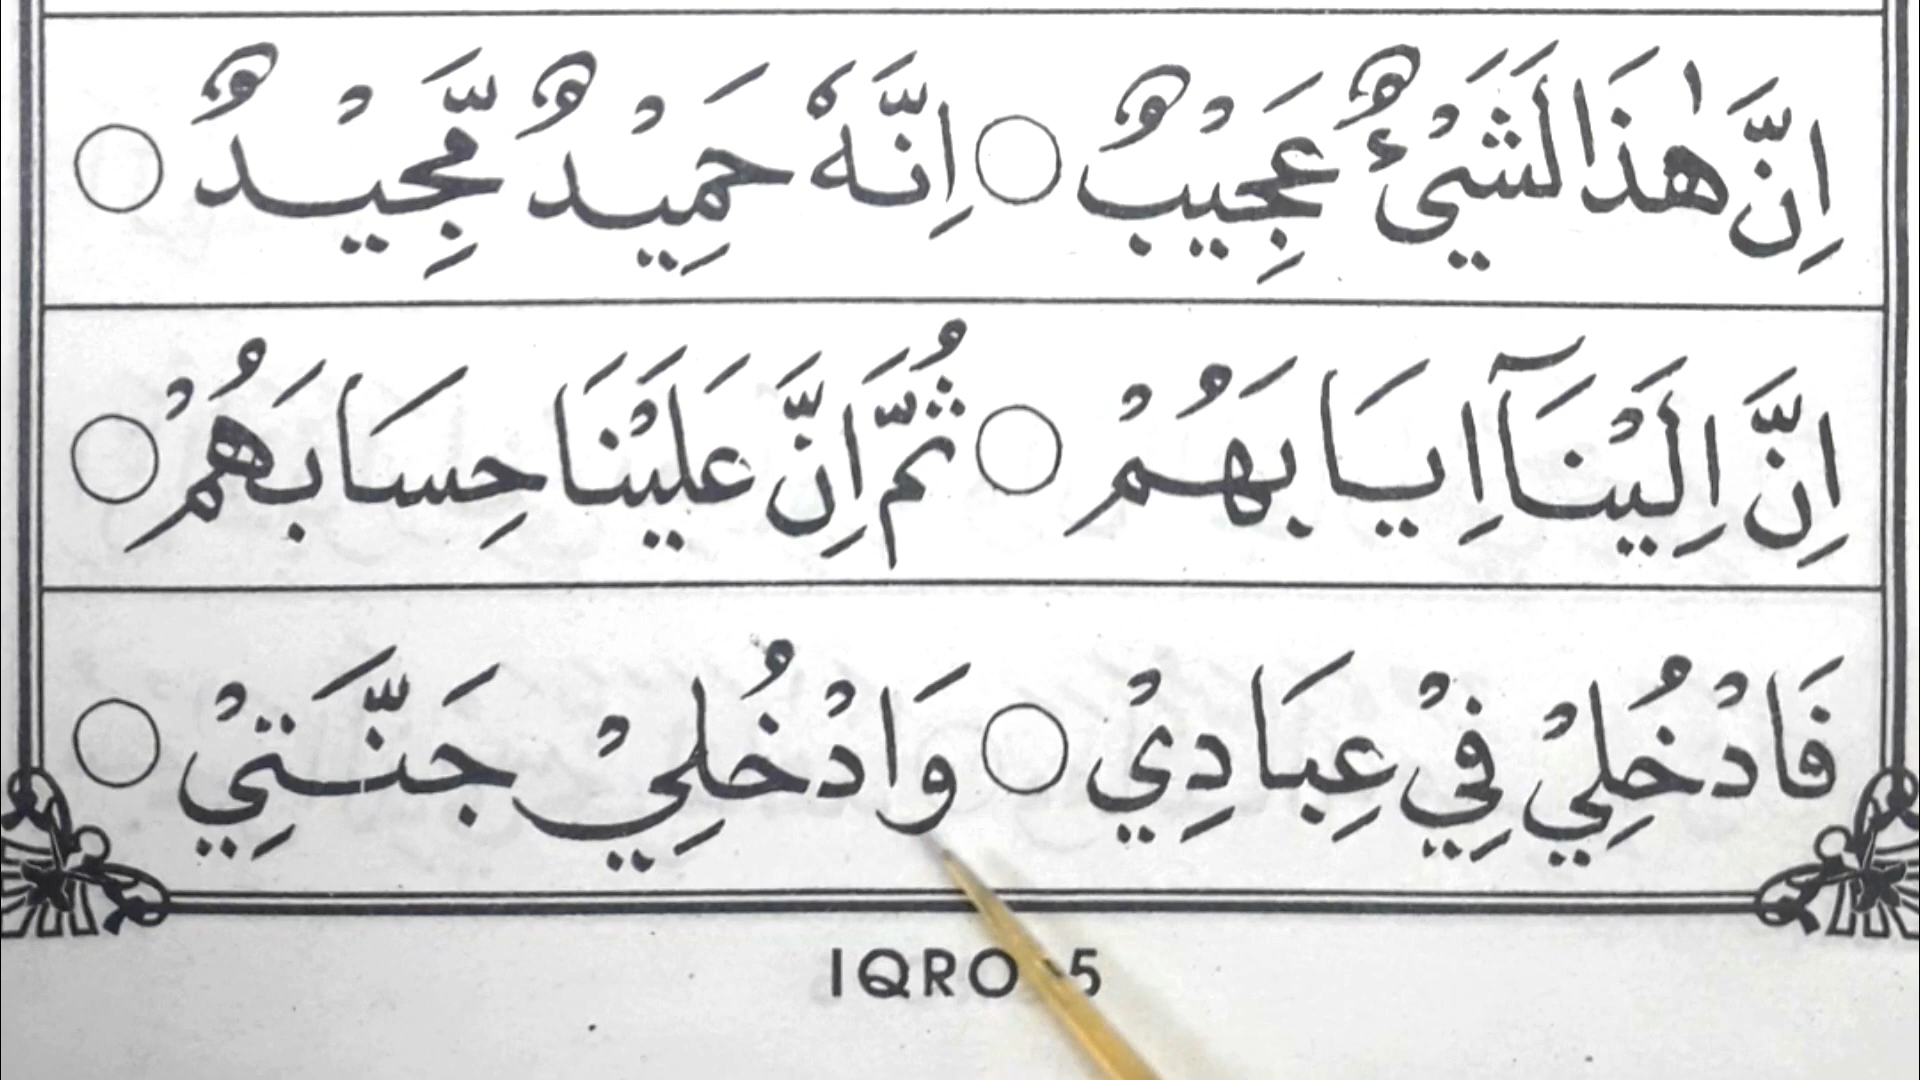 اِنَّ هٰذَا لَشَيْءٌ عَجِيْبٌ ○ اِنَّهٗ حَمِيْدٌ مَّجِيْدٌ ○
اِنَّ اِلَيْنَآ اِيَابَهُمْ ○ ثُمَّ اِنَّ عَلَيْنَا حِسَابَهُمْ ○
فَادْخُلِيْ فِيْ عِبَادِيْ ○ وَادْخُلِيْ جَنَّتِيْ ○
IQRO -5